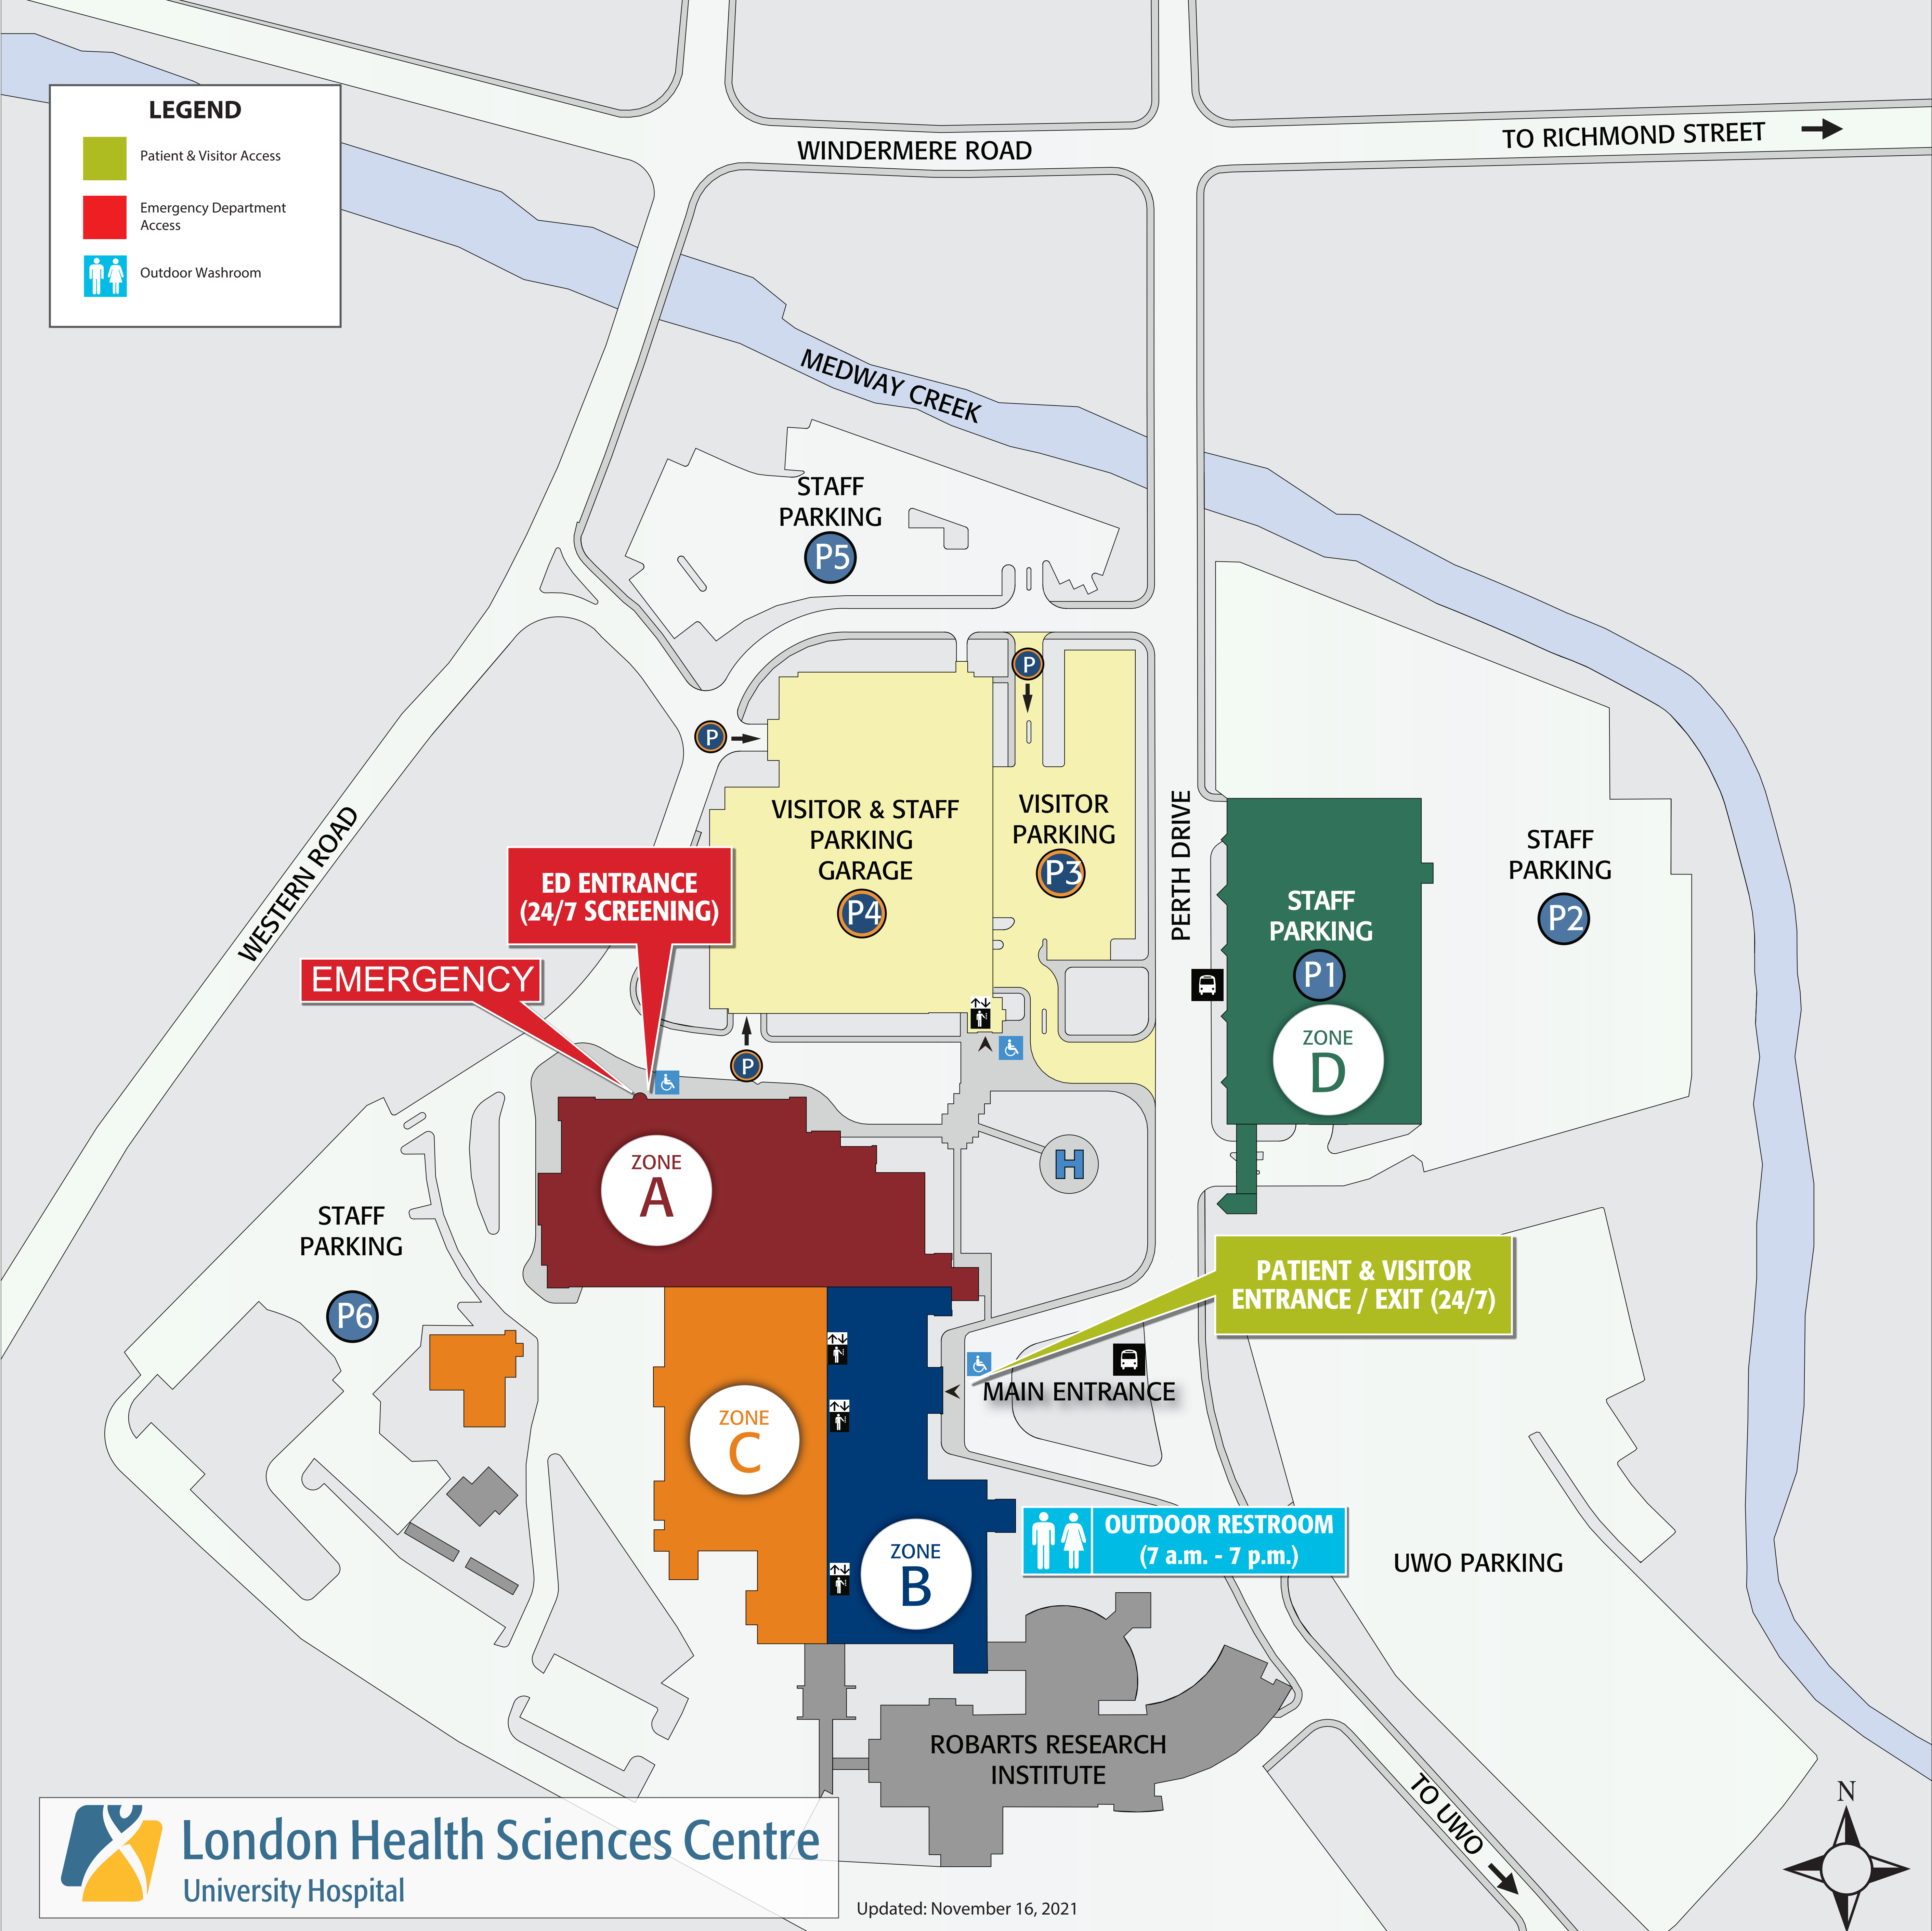 LEGEND
Patient & Visitor Access
Emergency Department
Access
Outdoor Washroom
WINDERMERE ROAD
TO RICHMOND STREET
MEDWAY CREEK
STAFF
PARKING
P5
P
P
VISITOR & STAFF
PARKING
GARAGE
P4
VISITOR
PARKING
P3
PERTH DRIVE
STAFF
PARKING
P1
ZONE
D
STAFF
PARKING
P2
WESTERN ROAD
ED ENTRANCE
(24/7 SCREENING)
EMERGENCY
P
ZONE
A
H
STAFF
PARKING
P6
PATIENT & VISITOR
ENTRANCE / EXIT (24/7)
MAIN ENTRANCE
ZONE
C
ZONE
B
OUTDOOR RESTROOM
(7 a.m. - 7 p.m.)
UWO PARKING
ROBARTS RESEARCH
INSTITUTE
TO UWO
N
London Health Sciences Centre
University Hospital
Updated: November 16, 2021